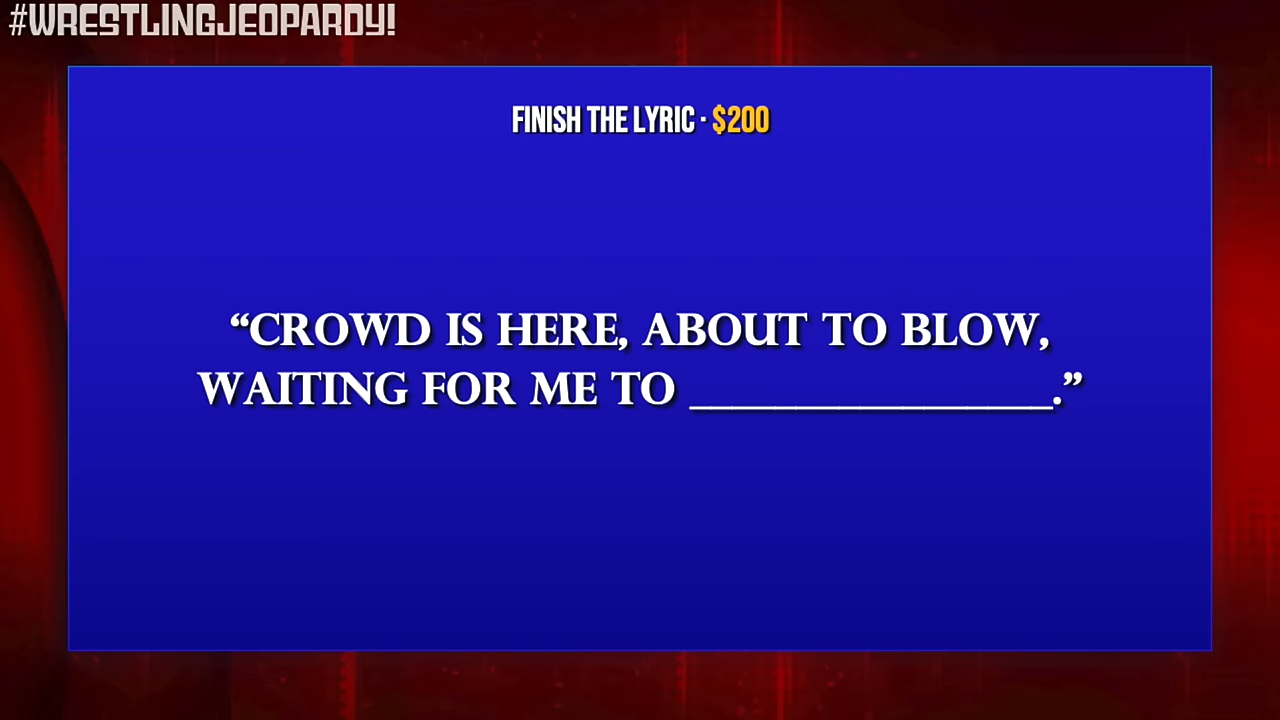 #WRESTLINGJEOPARDY!
FINISH THE LYRIC · $200
“CROWD IS HERE, ABOUT TO BLOW,
WAITING FOR ME TO _______________.”